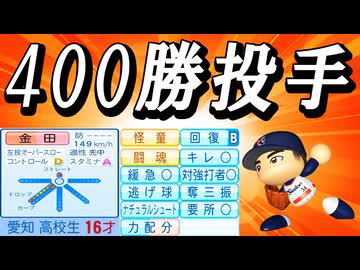 400勝投手
金田
防 -----
149km/h
左投オーバースロー
適性 先中
コントロール D スタミナ A
ストレート
ドロップ
カーブ
愛知 高校生 16才
怪童
回復 B
闘魂
キレ○
緩急○
対強打者○
逃げ球
奪三振
ナチュラルシュート
要所○
力配分
34